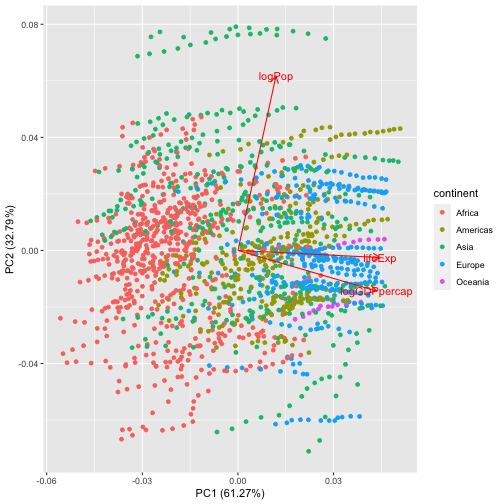 0.08
0.04
0.00
-0.04
-0.06
-0.03
0.00
0.03
PC1 (61.27%)
PC2 (32.79%)
logPop
lifeExp
logGDPpercap
continent
Africa
Americas
Asia
Europe
Oceania